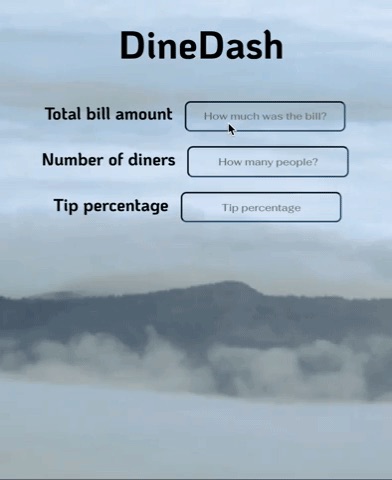 DineDash
Total bill amount How much was the bill?
Number of diners How many people?
Tip percentage Tip percentage